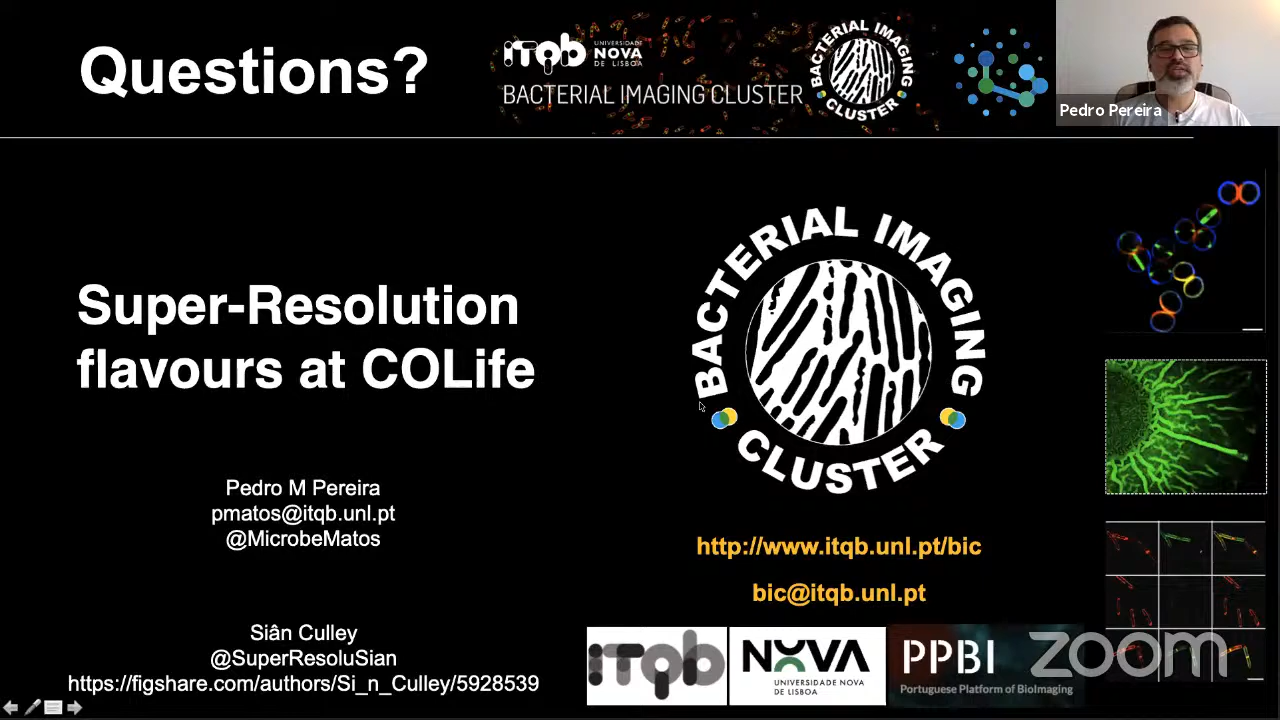 Questions?
iTqb
UNIVERSIDADE
NOVA
DE LISBOA
BACTERIAL IMAGING CLUSTER
BACTERIAL IMAGING
CLUSTER
Pedro Pereira
Super-Resolution
flavours at COLife
BACTERIAL IMAGING
CLUSTER
Pedro M Pereira
pmatos@itqb.unl.pt
@MicrobeMatos
http://www.itqb.unl.pt/bic
bic@itqb.unl.pt
Siân Culley
@SuperResoluSian
https://figshare.com/authors/Si_n_Culley/5928539
iTqb
NOVA
UNIVERSIDADE NOVA
DE LISBOA
PPBI
Portuguese Platform of BioImaging
zoom